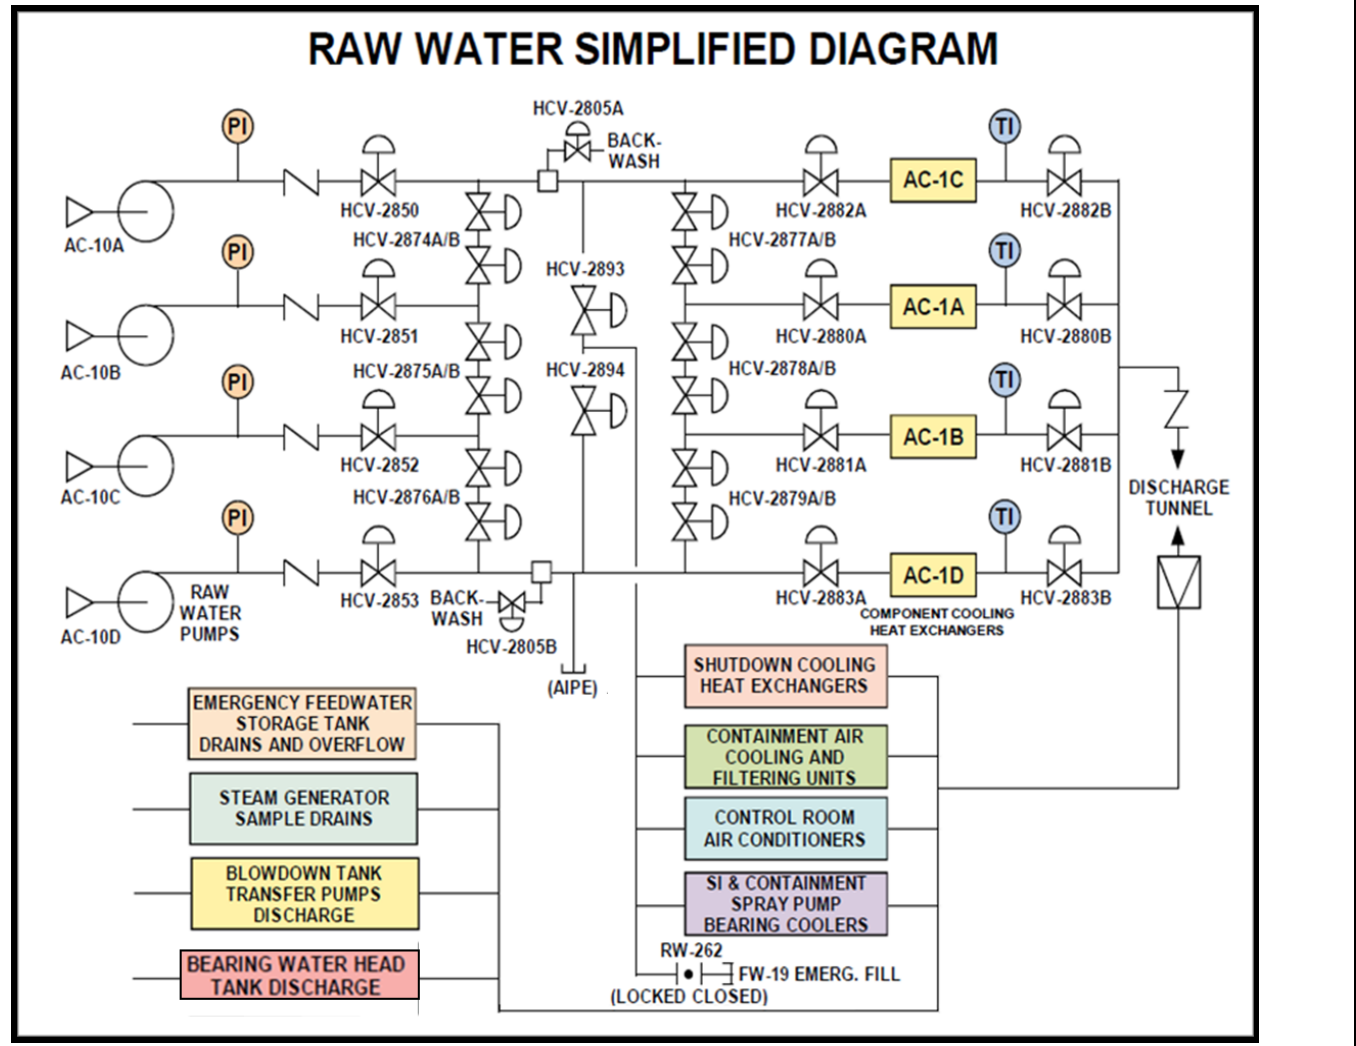 RAW WATER SIMPLIFIED DIAGRAM
HCV-2805A
BACK-
WASH
PI
TI
HCV-2850
HCV-2882A
AC-1C
HCV-2882B
AC-10A
HCV-2874A/B
HCV-2877A/B
PI
TI
HCV-2893
HCV-2851
HCV-2880A
AC-1A
HCV-2880B
AC-10B
HCV-2875A/B
HCV-2894
HCV-2878A/B
PI
TI
HCV-2852
HCV-2881A
AC-1B
HCV-2881B
AC-10C
HCV-2876A/B
HCV-2879A/B
DISCHARGE
TUNNEL
PI
TI
HCV-2853
HCV-2883A
AC-1D
HCV-2883B
AC-10D
RAW
WATER
PUMPS
BACK-
WASH
HCV-2805B
COMPONENT COOLING
HEAT EXCHANGERS
(AIPE)
EMERGENCY FEEDWATER
STORAGE TANK
DRAINS AND OVERFLOW
STEAM GENERATOR
SAMPLE DRAINS
BLOWDOWN TANK
TRANSFER PUMPS
DISCHARGE
BEARING WATER HEAD
TANK DISCHARGE
SHUTDOWN COOLING
HEAT EXCHANGERS
CONTAINMENT AIR
COOLING AND
FILTERING UNITS
CONTROL ROOM
AIR CONDITIONERS
SI & CONTAINMENT
SPRAY PUMP
BEARING COOLERS
RW-262
FW-19 EMERG. FILL
(LOCKED CLOSED)